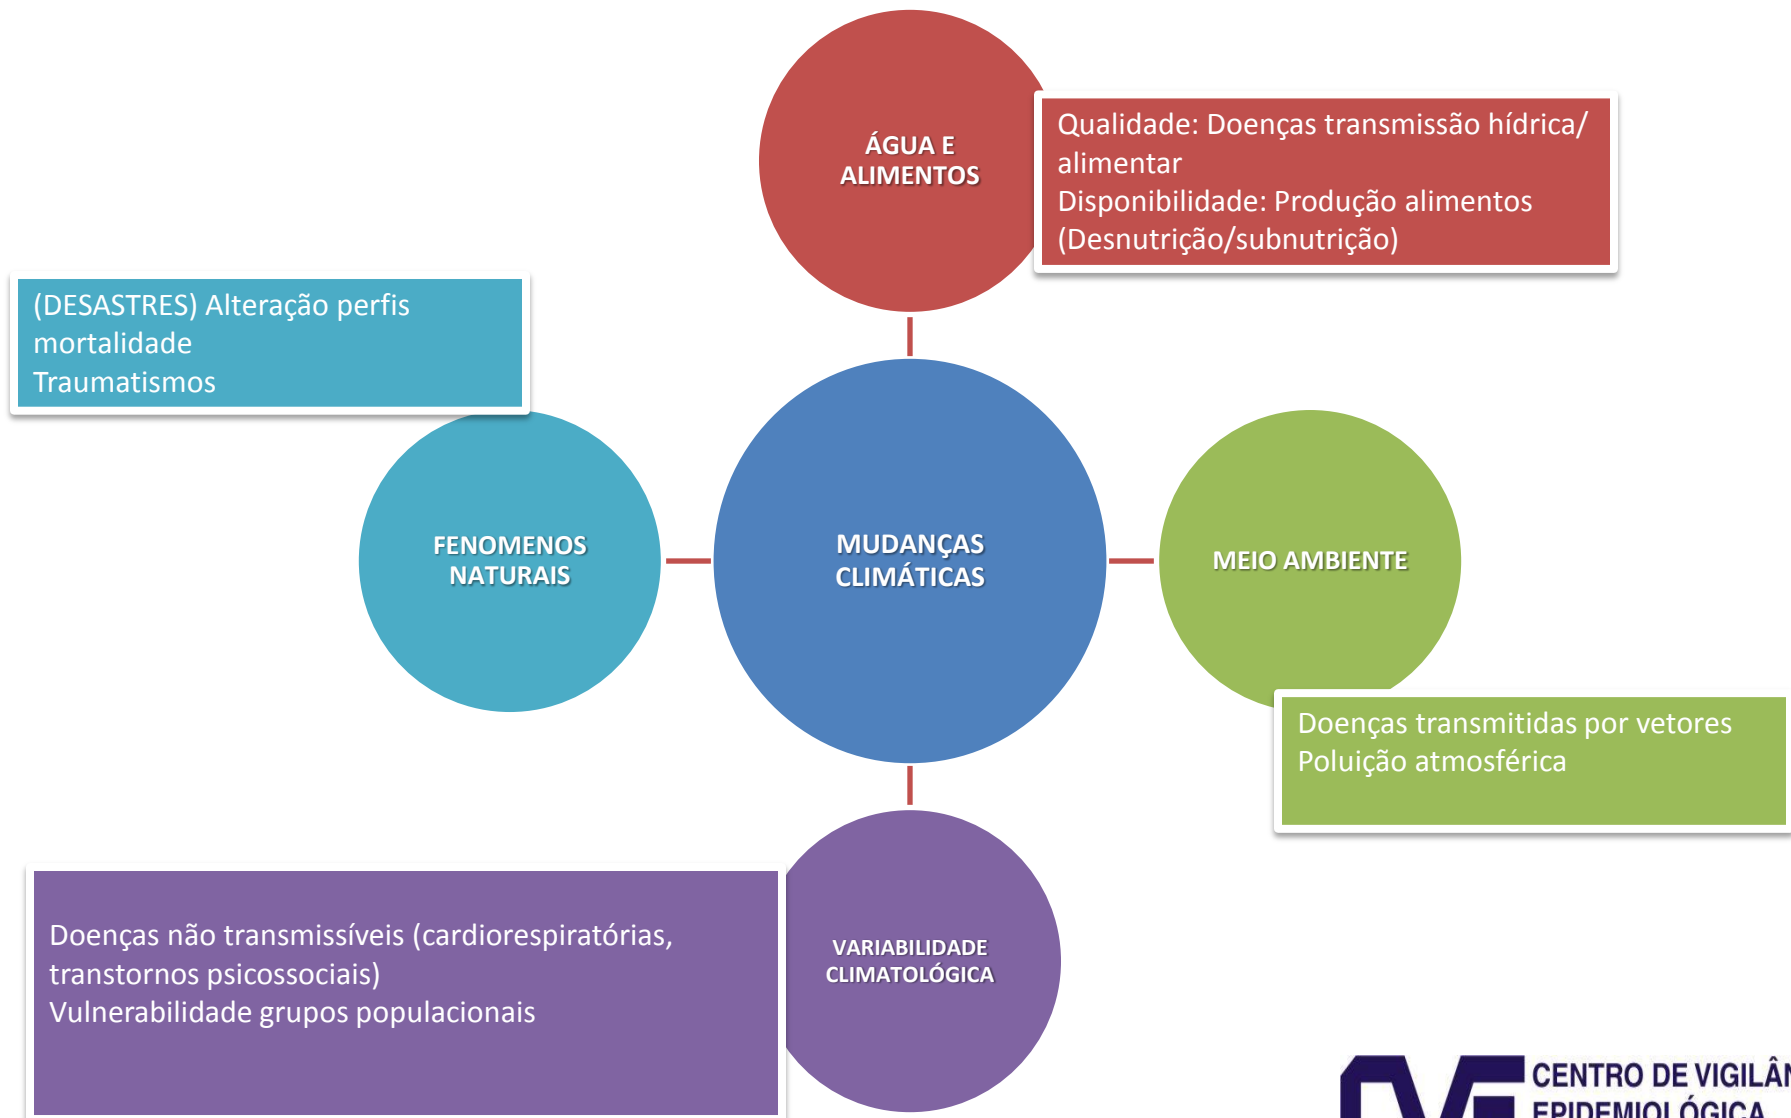 ÁGUA E
ALIMENTOS
Qualidade: Doenças transmissão hídrica/
alimentar
Disponibilidade: Produção alimentos
(Desnutrição/subnutrição)
(DESASTRES) Alteração perfis
mortalidade
Traumatismos
FENOMENOS
NATURAIS
MUDANÇAS
CLIMÁTICAS
MEIO AMBIENTE
Doenças transmitidas por vetores
Poluição atmosférica
Doenças não transmissíveis (cardiorespiratórias,
transtornos psicossociais)
Vulnerabilidade grupos populacionais
VARIABILIDADE
CLIMATOLÓGICA
CENTRO DE
EPIDEMIOLÓGICA